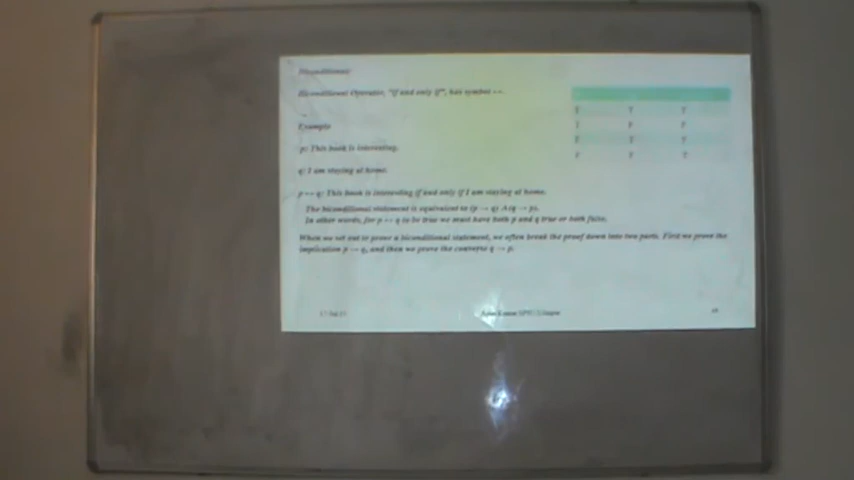 Biconditional
Biconditional Operator, "if and only if", has symbol ↔.
Example
p: This book is interesting.
q: I am staying at home.
p ↔ q: This book is interesting if and only if I am staying at home.
The biconditional statement is equivalent to (p → q) ∧ (q → p).
In other words, for p ↔ q to be true we must have both p and q true or both false.
When we set out to prove a biconditional statement, we often break the proof down into two parts. First we prove the
implication p → q, and then we prove the converse q → p.